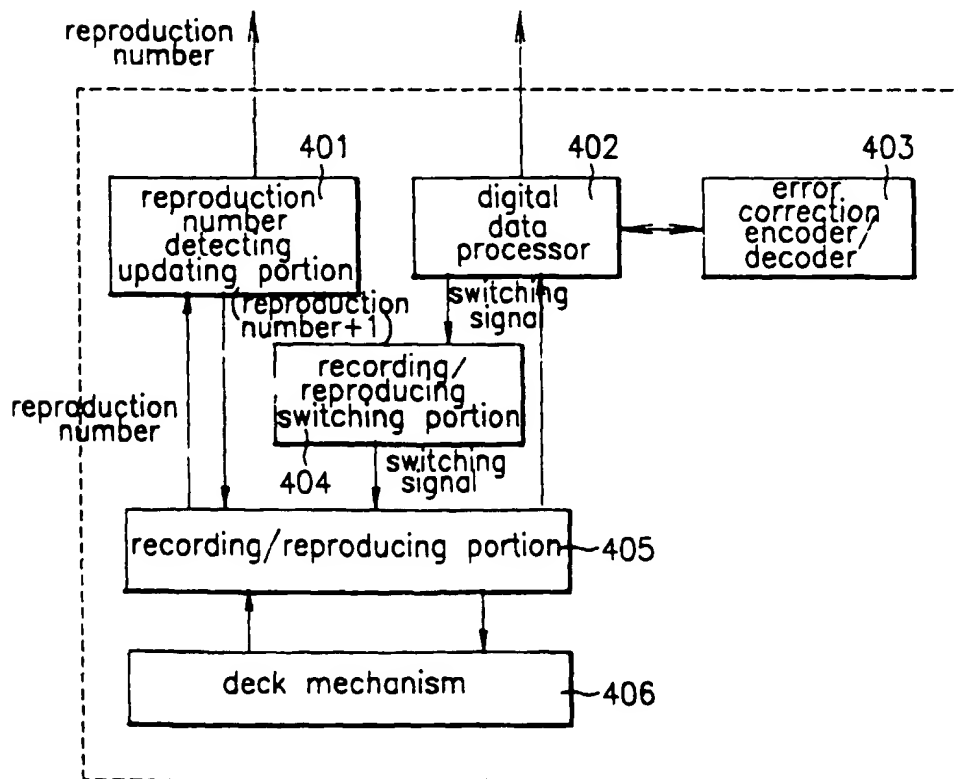 reproduction
number
401
402
403
reproduction
number
detecting
updating portion
digital
data
processor
error
correction
encoder/
decoder
(reproduction
number+1)
switching
signal
recording/
reproducing
switching portion
reproduction
number
404
switching
signal
recording/reproducing portion
405
deck mechanism
406